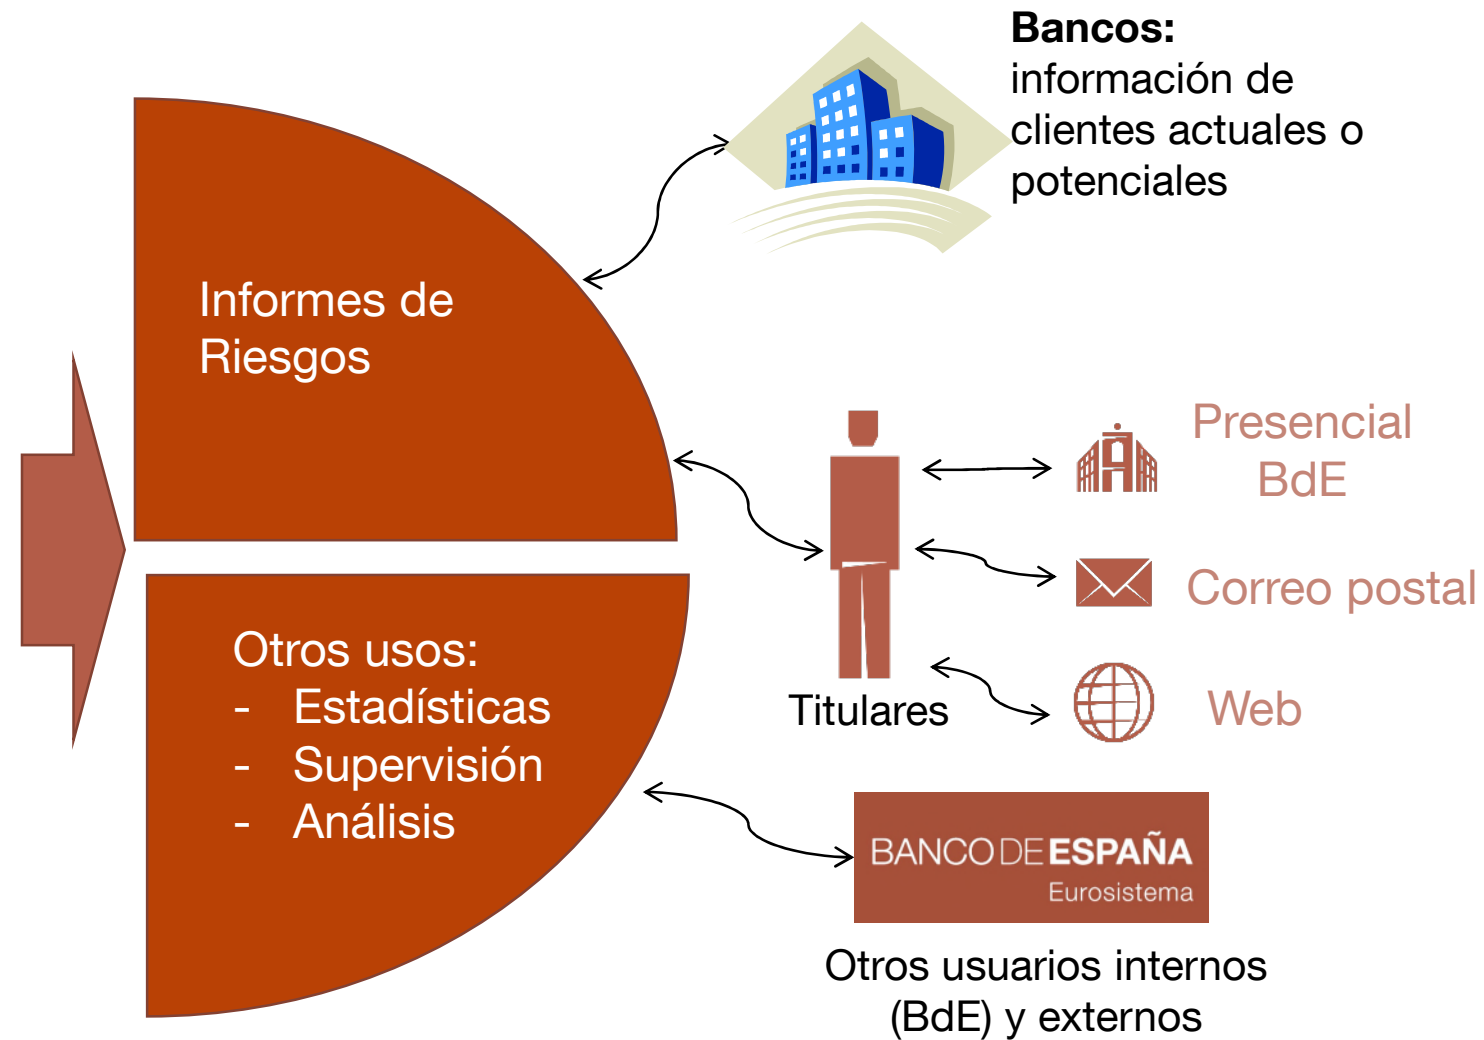 Bancos:
información de
clientes actuales o
potenciales
Informes de
Riesgos
Presencial
BdE
Correo postal
Web
Titulares
Otros usos:
- Estadísticas
- Supervisión
- Análisis
BANCO DE ESPAÑA
Eurosistema
Otros usuarios internos
(BdE) y externos